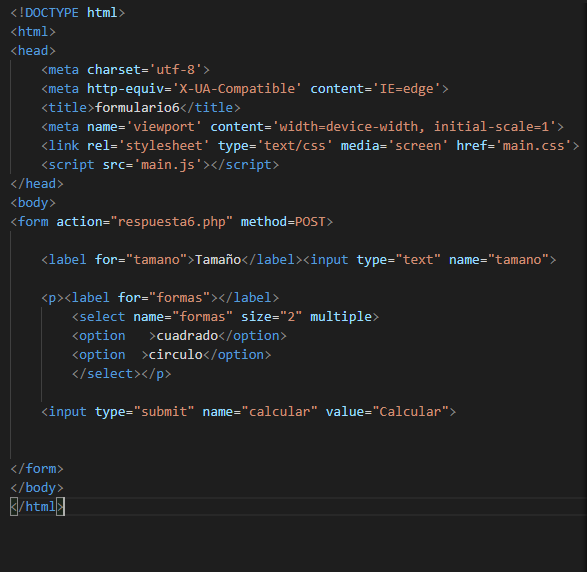 <!DOCTYPE html>
<html>
<head>
    <meta charset='utf-8'>
    <meta http-equiv='X-UA-Compatible' content='IE=edge'>
    <title>formulario6</title>
    <meta name='viewport' content='width=device-width, initial-scale=1'>
    <link rel='stylesheet' type='text/css' media='screen' href='main.css'>
    <script src='main.js'></script>
</head>
<body>
<form action="respuesta6.php" method=POST>
    <label for="tamano">Tamaño</label><input type="text" name="tamano">
    <p><label for="formas"></label>
        <select name="formas" size="2" multiple>
        <option   >cuadrado</option>
        <option  >circulo</option>
        </select></p>
    <input type="submit" name="calcular" value="Calcular">
</form>
</body>
</html>